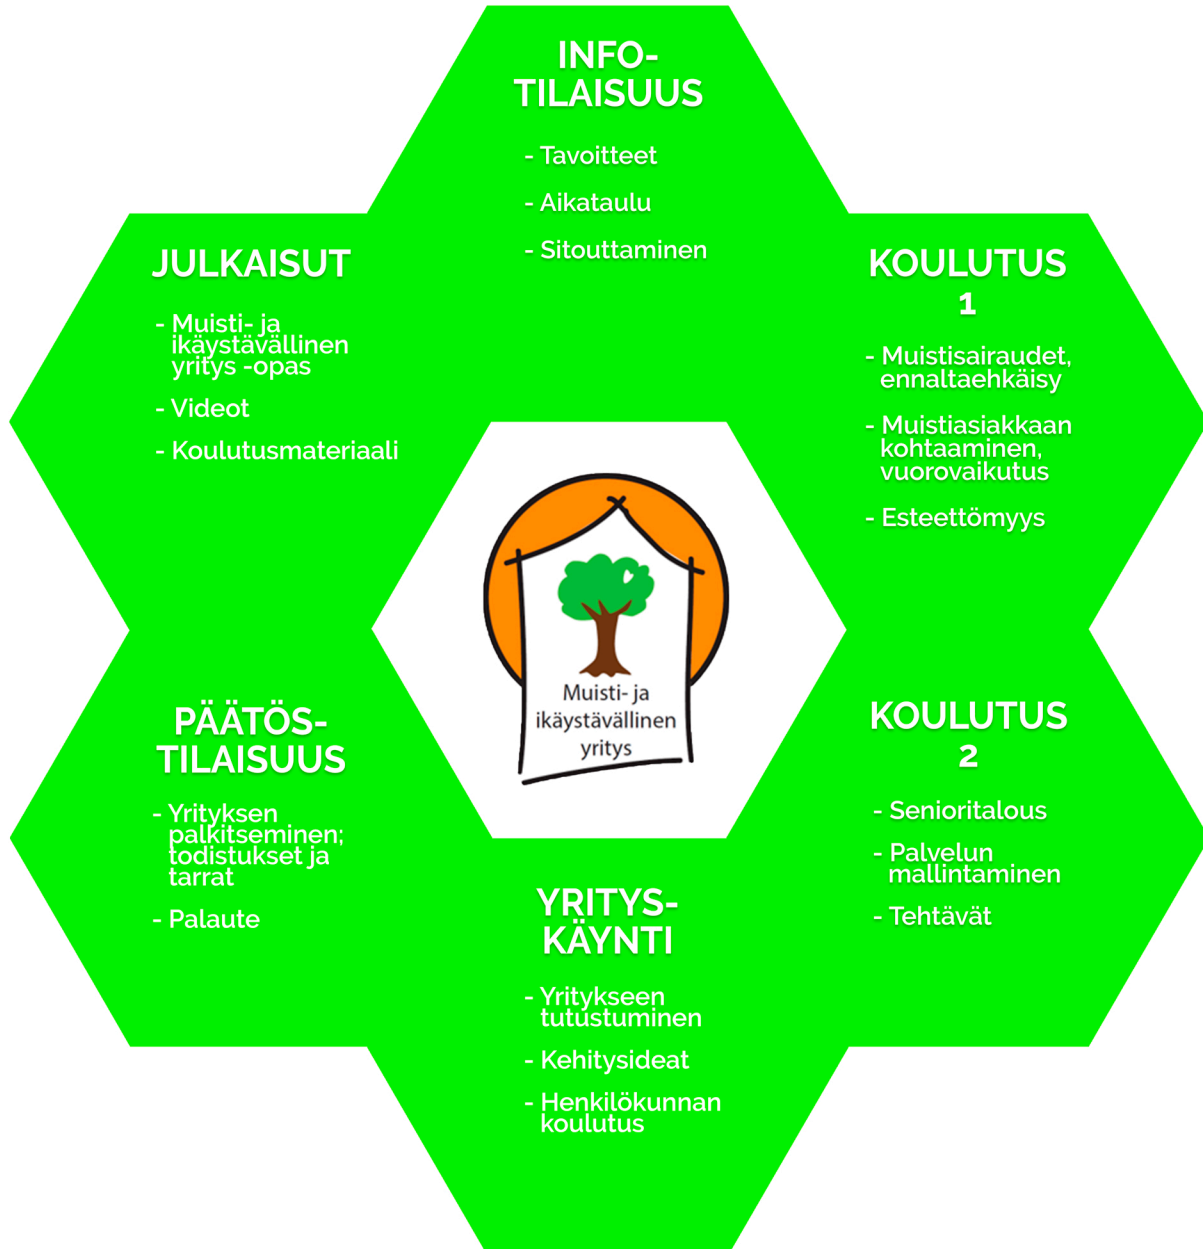 INFO-
TILAISUUS
- Tavoitteet
- Aikataulu
- Sitouttaminen
KOULUTUS
1
- Muistisairaudet,
ennaltaehkäisy
- Muistiasiakkaan
kohtaaminen,
vuorovaikutus
- Esteettömyys
KOULUTUS
2
- Senioritalous
- Palvelun
mallintaminen
- Tehtävät
YRITYS-
KÄYNTI
- Yritykseen
tutustuminen
- Kehitysideat
- Henkilökunnan
koulutus
PÄÄTÖS-
TILAISUUS
- Yrityksen
palkitseminen;
todistukset ja
tarrat
- Palaute
JULKAISUT
- Muisti- ja
ikäystävällinen
yritys -opas
- Videot
- Koulutusmateriaali
Muisti- ja
ikäystävällinen
yritys